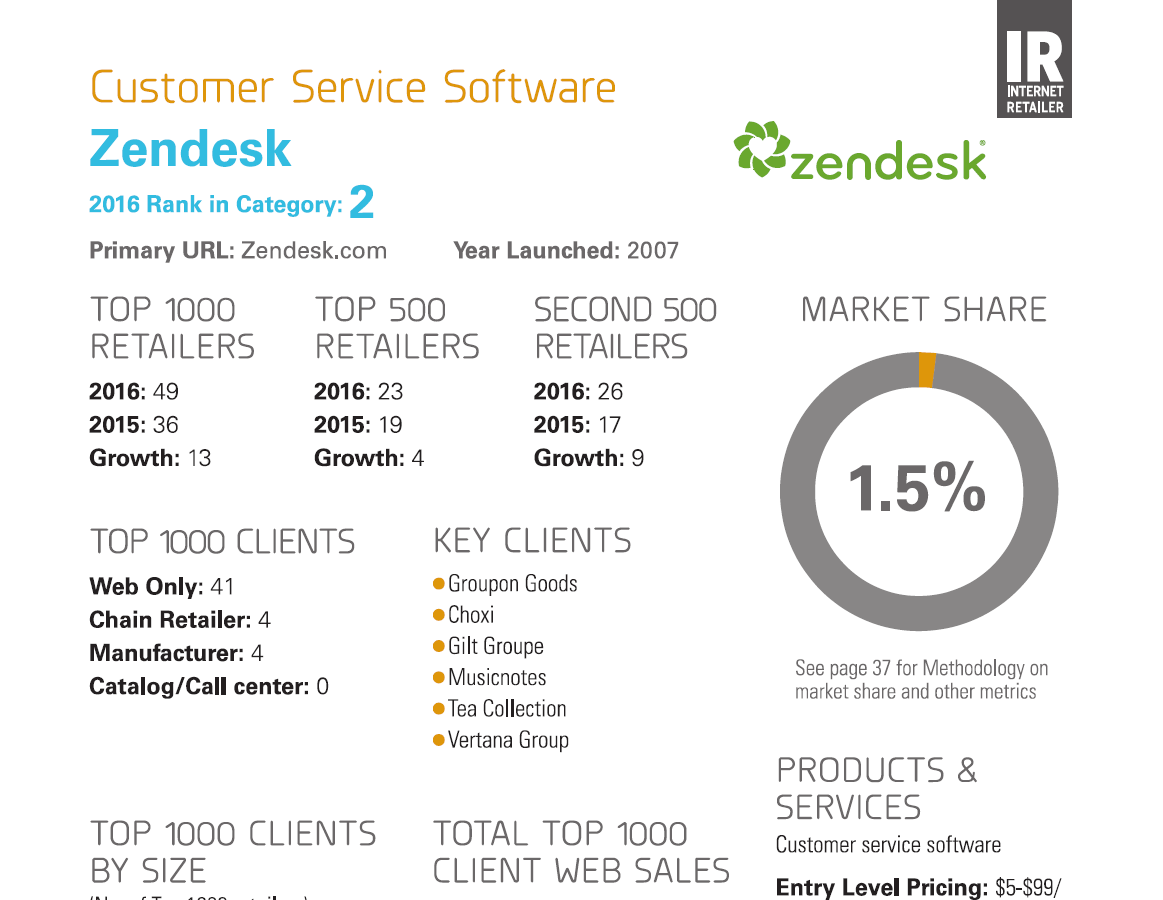 IR
INTERNET
RETAILER
Customer Service Software
Zendesk
zendesk®
2016 Rank in Category: 2
Primary URL: Zendesk.com Year Launched: 2007
TOP 1000
RETAILERS
2016: 49
2015: 36
Growth: 13
TOP 500
RETAILERS
2016: 23
2015: 19
Growth: 4
SECOND 500
RETAILERS
2016: 26
2015: 17
Growth: 9
MARKET SHARE
1.5%
See page 37 for Methodology on
market share and other metrics
TOP 1000 CLIENTS
Web Only: 41
Chain Retailer: 4
Manufacturer: 4
Catalog/Call center: 0
KEY CLIENTS
Groupon Goods
Choxi
Gilt Groupe
Musicnotes
Tea Collection
Vertana Group
PRODUCTS &
SERVICES
Customer service software
Entry Level Pricing: $5-$99/
TOP 1000 CLIENTS
BY SIZE
TOTAL TOP 1000
CLIENT WEB SALES